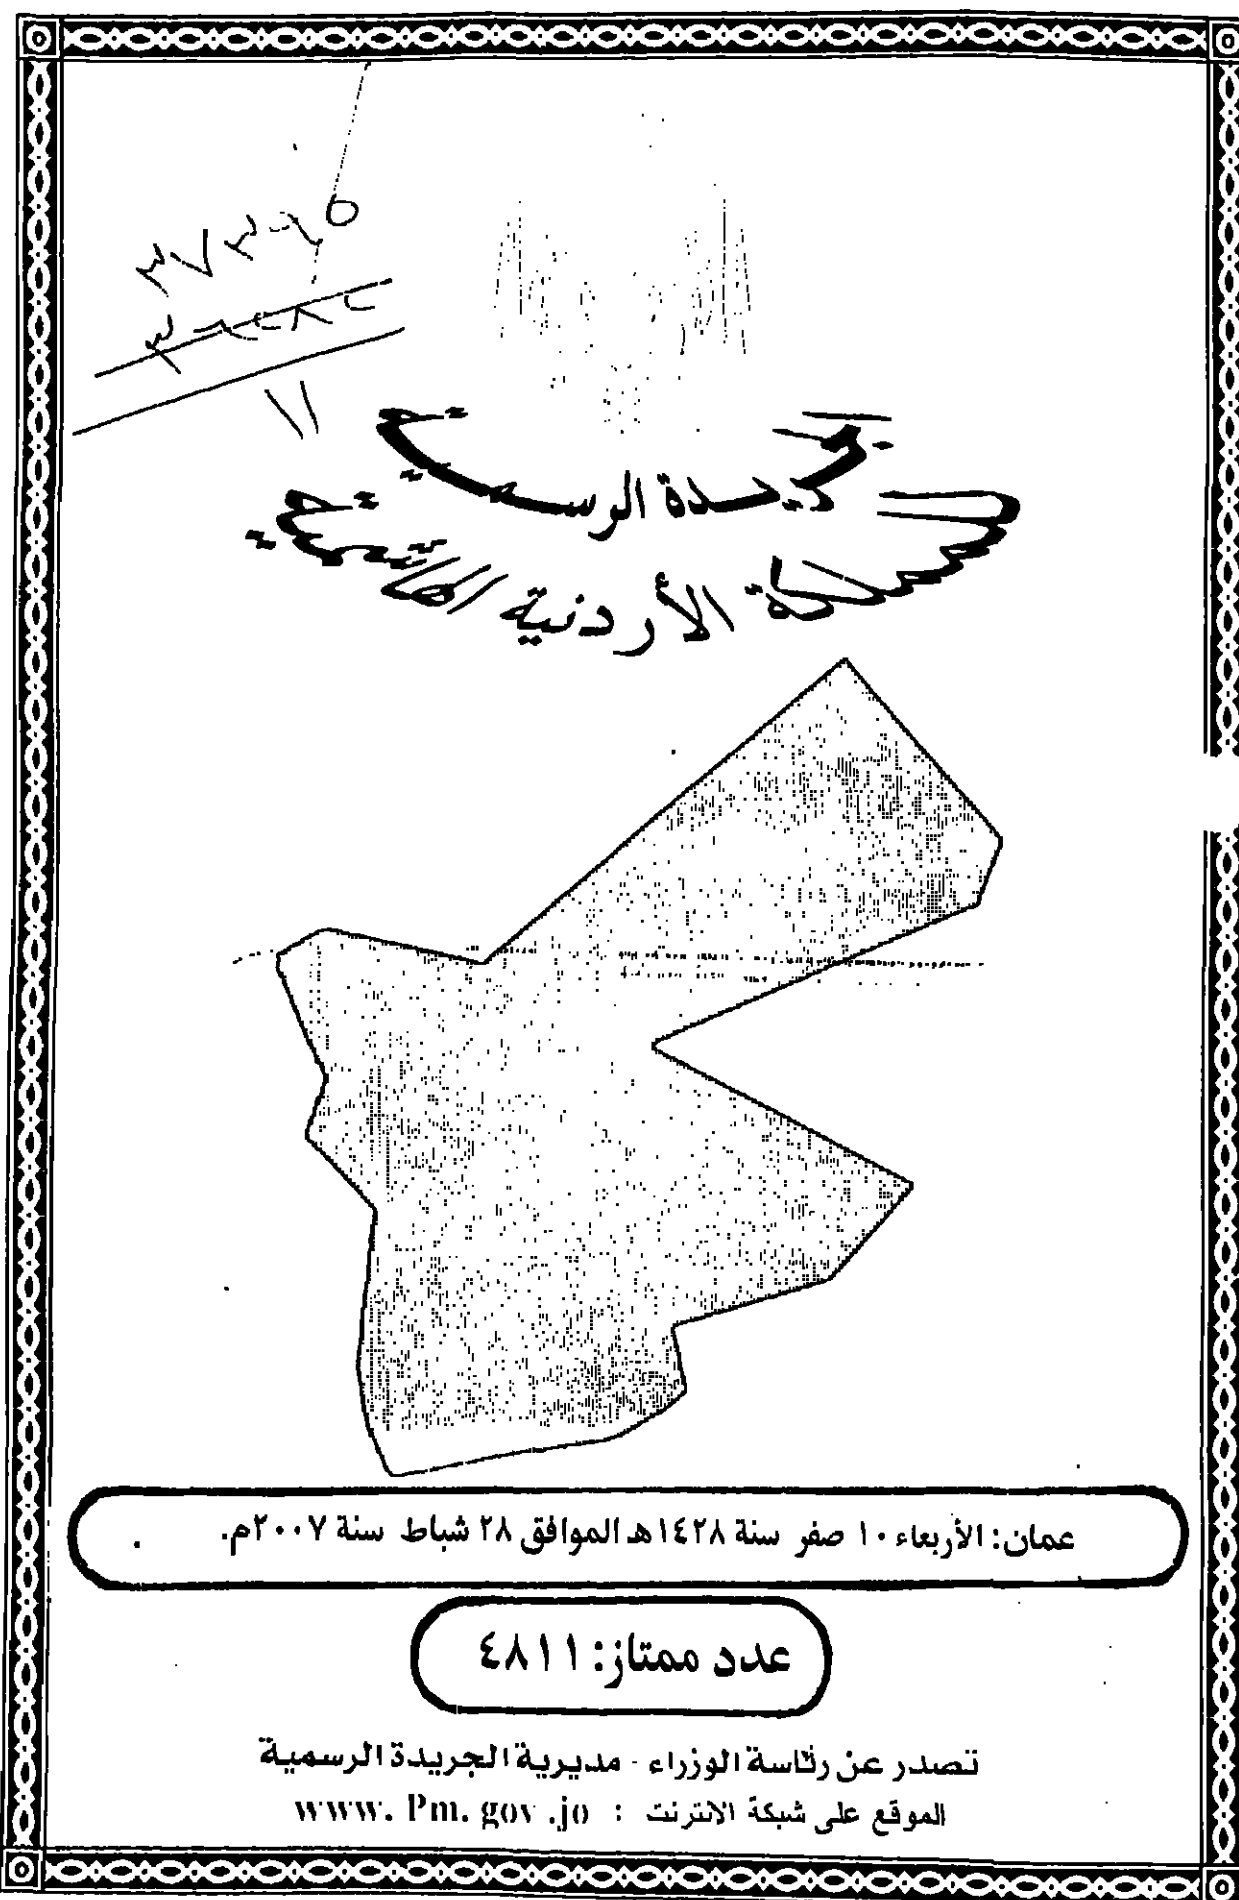 الجريدة الرسمية
للمملكة الأردنية الهاشمية
عمان: الأربعاء ١٠ صفر سنة ١٤٢٨هـ الموافق ٢٨ شباط سنة ٢٠٠٧م.
عدد ممتاز: ٤٨١١
تصدر عن رئاسة الوزراء - مديرية الجريدة الرسمية
الموقع على شبكة الانترنت : www. Pm. gov .jo